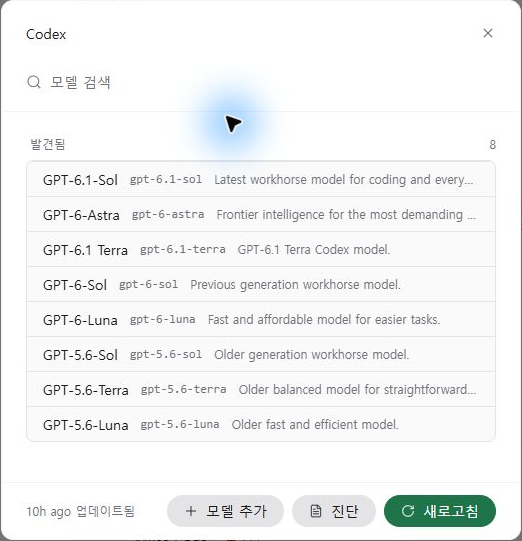 Codex
모델 검색
발견됨 8
GPT-6.1-Sol gpt-6.1-sol Latest workhorse model for coding and every...
GPT-6-Astra gpt-6-astra Frontier intelligence for the most demanding ...
GPT-6.1 Terra gpt-6.1-terra GPT-6.1 Terra Codex model.
GPT-6-Sol gpt-6-sol Previous generation workhorse model.
GPT-6-Luna gpt-6-luna Fast and affordable model for easier tasks.
GPT-5.6-Sol gpt-5.6-sol Older generation workhorse model.
GPT-5.6-Terra gpt-5.6-terra Older balanced model for straightforward...
GPT-5.6-Luna gpt-5.6-luna Older fast and efficient model.
10h ago 업데이트됨 모델 추가 진단 새로고침